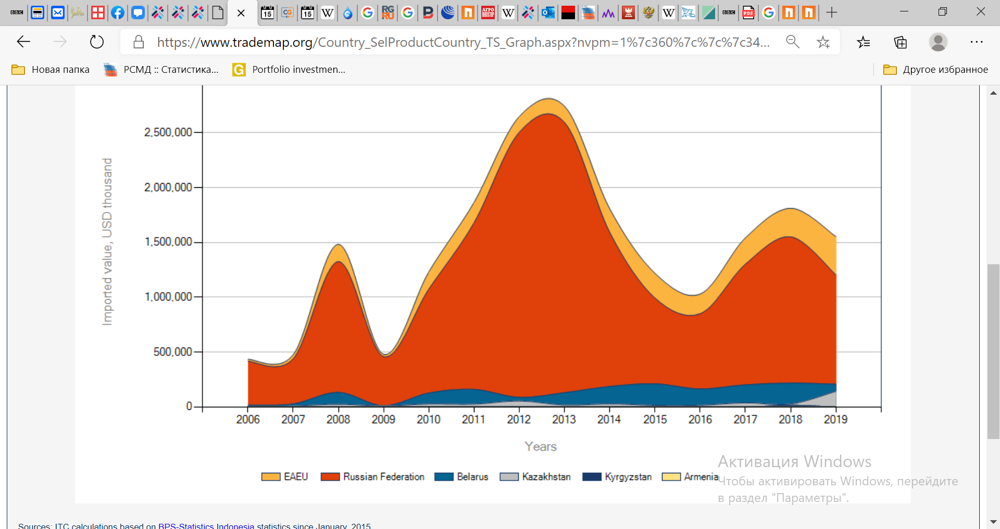 https://www.trademap.org/Country_SelProductCountry_TS_Graph.aspx?nvpm=1%7c360%7c%7c%7c34...
Новая папка
РСМД :: Статистика...
Portfolio investmen...
Другое избранное
2,500,000
2,000,000
1,500,000
1,000,000
500,000
0
Imported value, USD thousand
2006 2007 2008 2009 2010 2011 2012 2013 2014 2015 2016 2017 2018 2019
Years
EAEU Russian Federation Belarus Kazakhstan Kyrgyzstan Armenia
Активация Windows
Чтобы активировать Windows, перейдите
в раздел "Параметры".
Sources: ITC calculations based on BPS-Statistics Indonesia statistics since January, 2015.